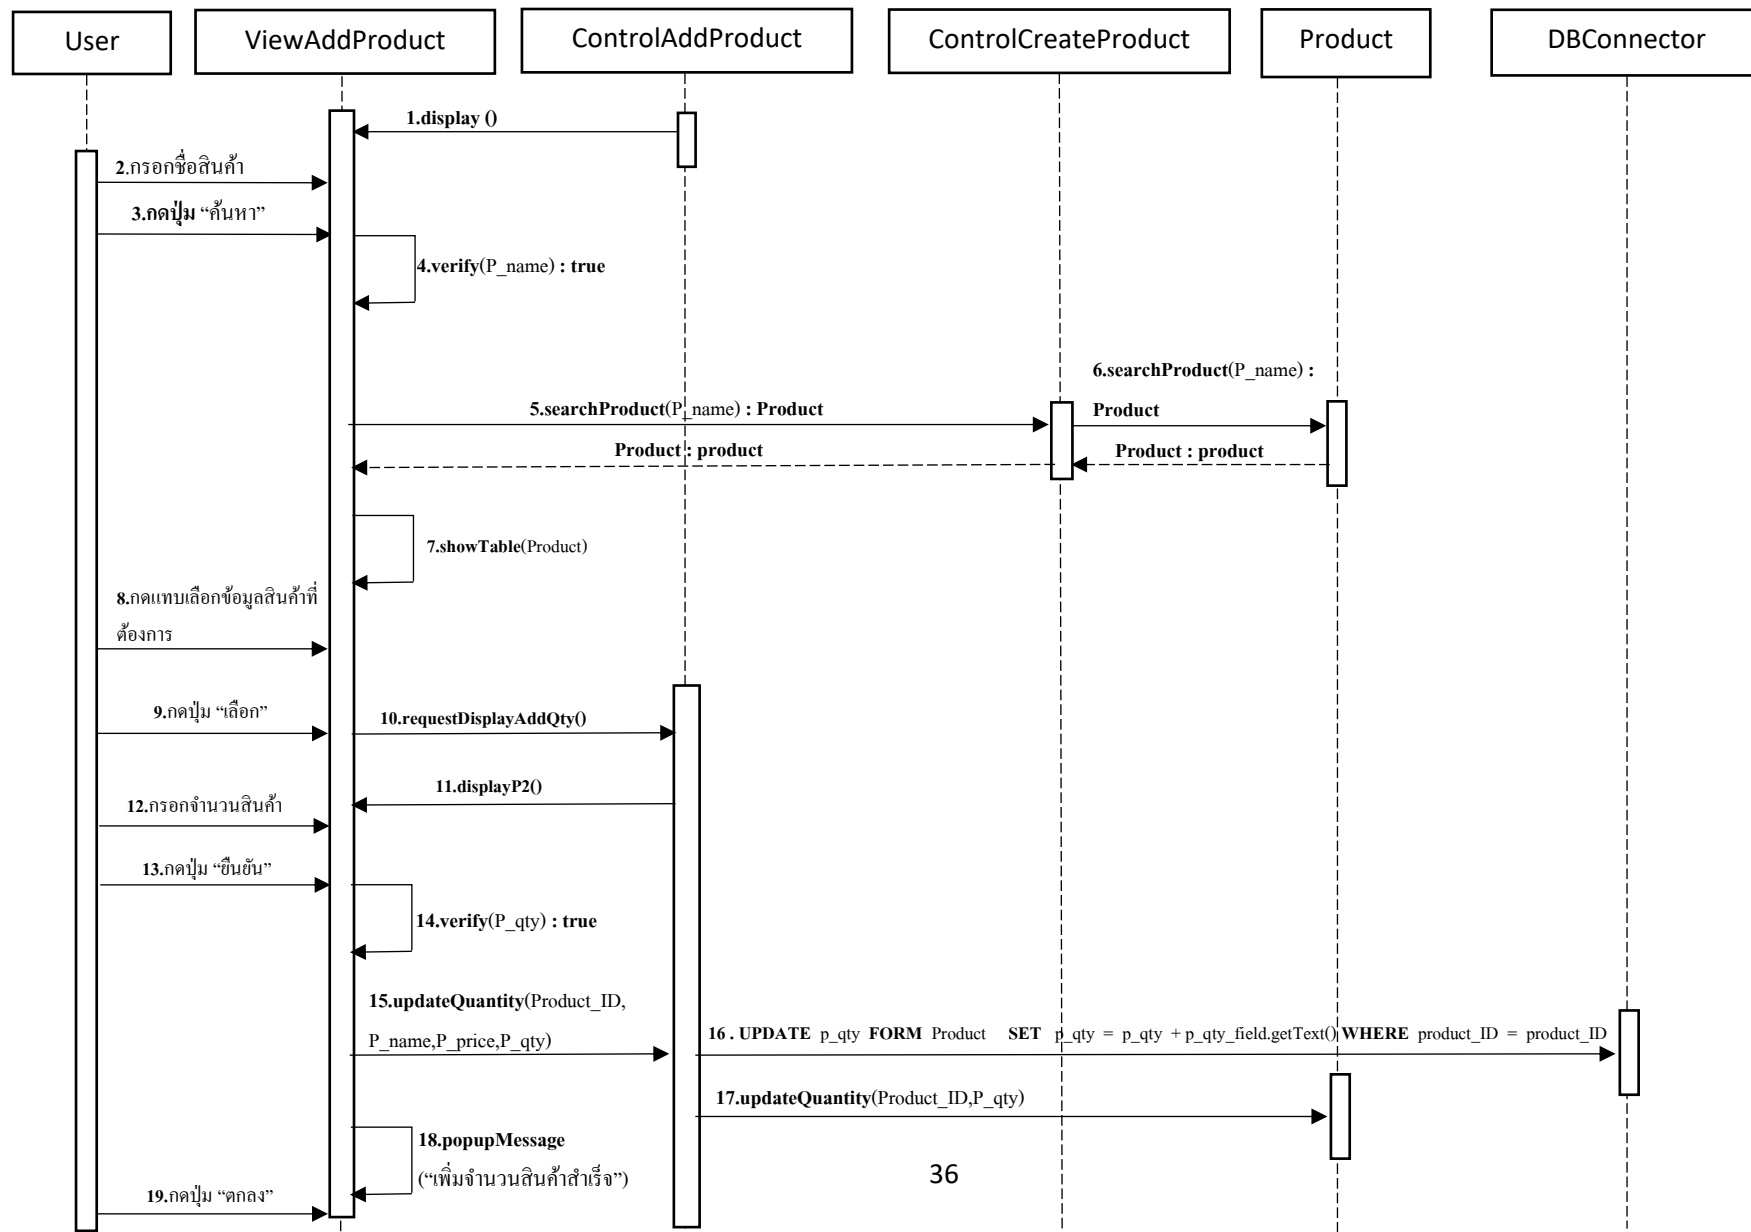 User
ViewAddProduct
ControlAddProduct
ControlCreateProduct
Product
DBConnector
1.display ()
2.กรอกชื่อสินค้า
3.กดปุ่ม “ค้นหา”
4.verify(P_name) : true
5.searchProduct(P_name) : Product
6.searchProduct(P_name) :
Product
Product : product
Product : product
7.showTable(Product)
8.กดแทบเลือกข้อมูลสินค้าที่
ต้องการ
9.กดปุ่ม “เลือก”
10.requestDisplayAddQty()
11.displayP2()
12.กรอกจำนวนสินค้า
13.กดปุ่ม “ยืนยัน”
14.verify(P_qty) : true
15.updateQuantity(Product_ID,
P_name,P_price,P_qty)
16 . UPDATE p_qty FORM Product SET p_qty = p_qty + p_qty_field.getText() WHERE product_ID = product_ID
17.updateQuantity(Product_ID,P_qty)
18.popupMessage
(“เพิ่มจำนวนสินค้าสำเร็จ”)
19.กดปุ่ม “ตกลง”
36